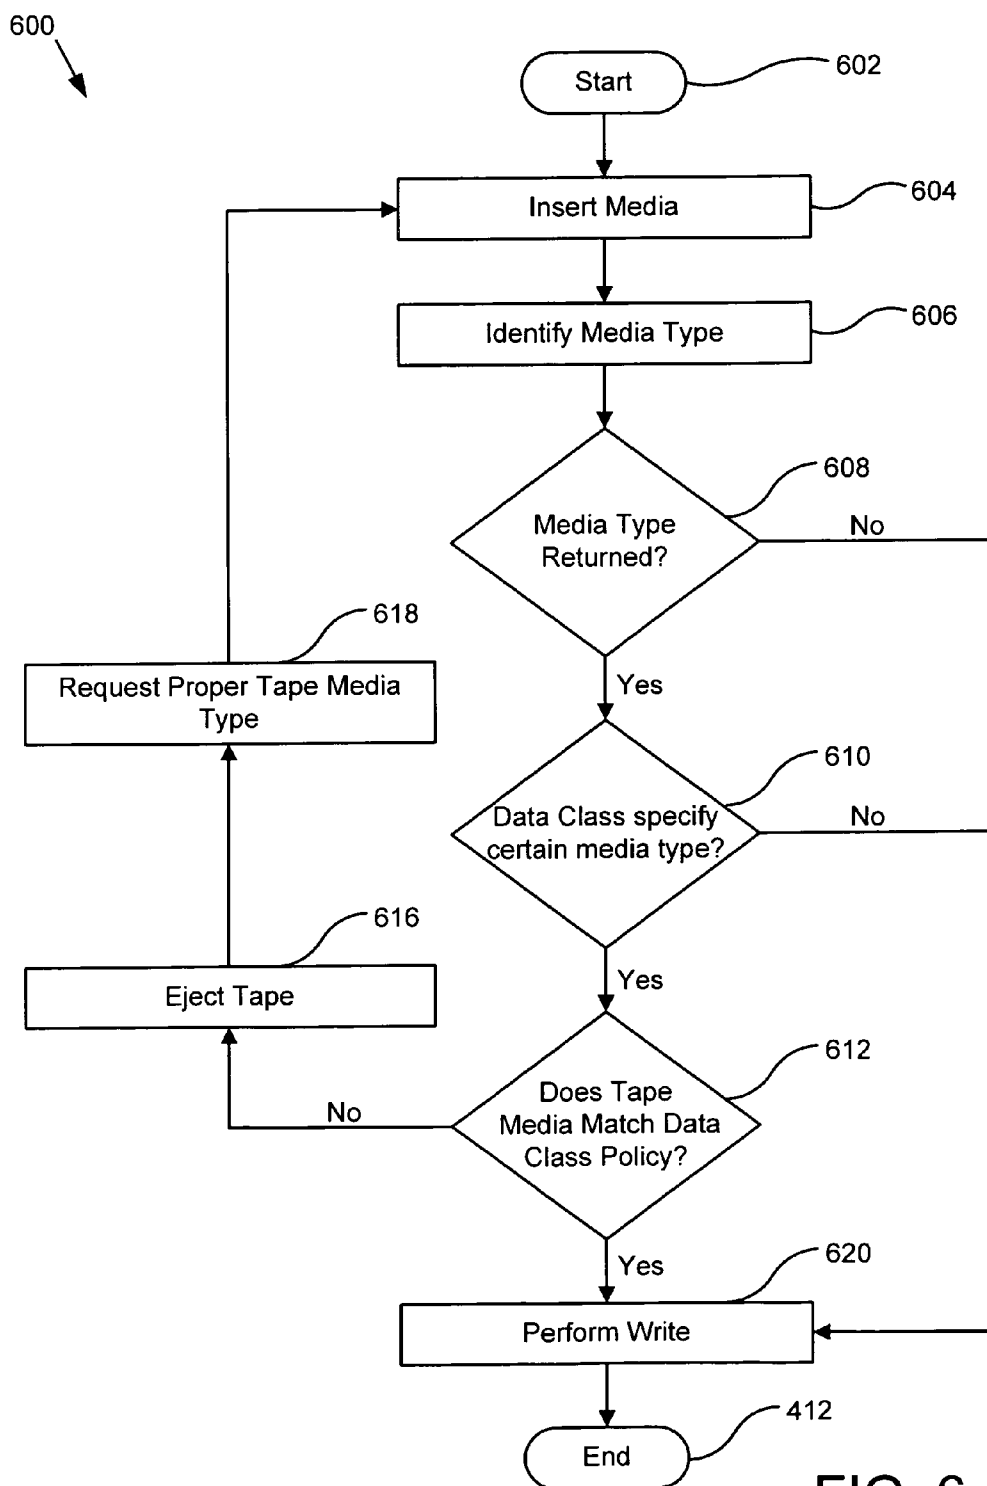 600
Start
602
Insert Media
604
Identify Media Type
606
Media Type
Returned?
608
No
Yes
Request Proper Tape Media
Type
618
Data Class specify
certain media type?
610
No
Yes
Eject Tape
616
Does Tape
Media Match Data
Class Policy?
612
No
Yes
Perform Write
620
End
412